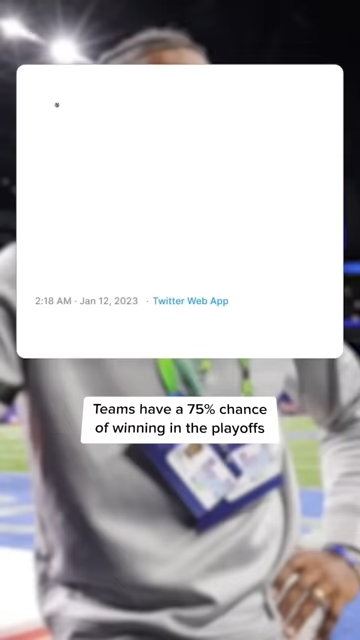 2:18 AM · Jan 12, 2023 · Twitter Web App
Teams have a 75% chance
of winning in the playoffs